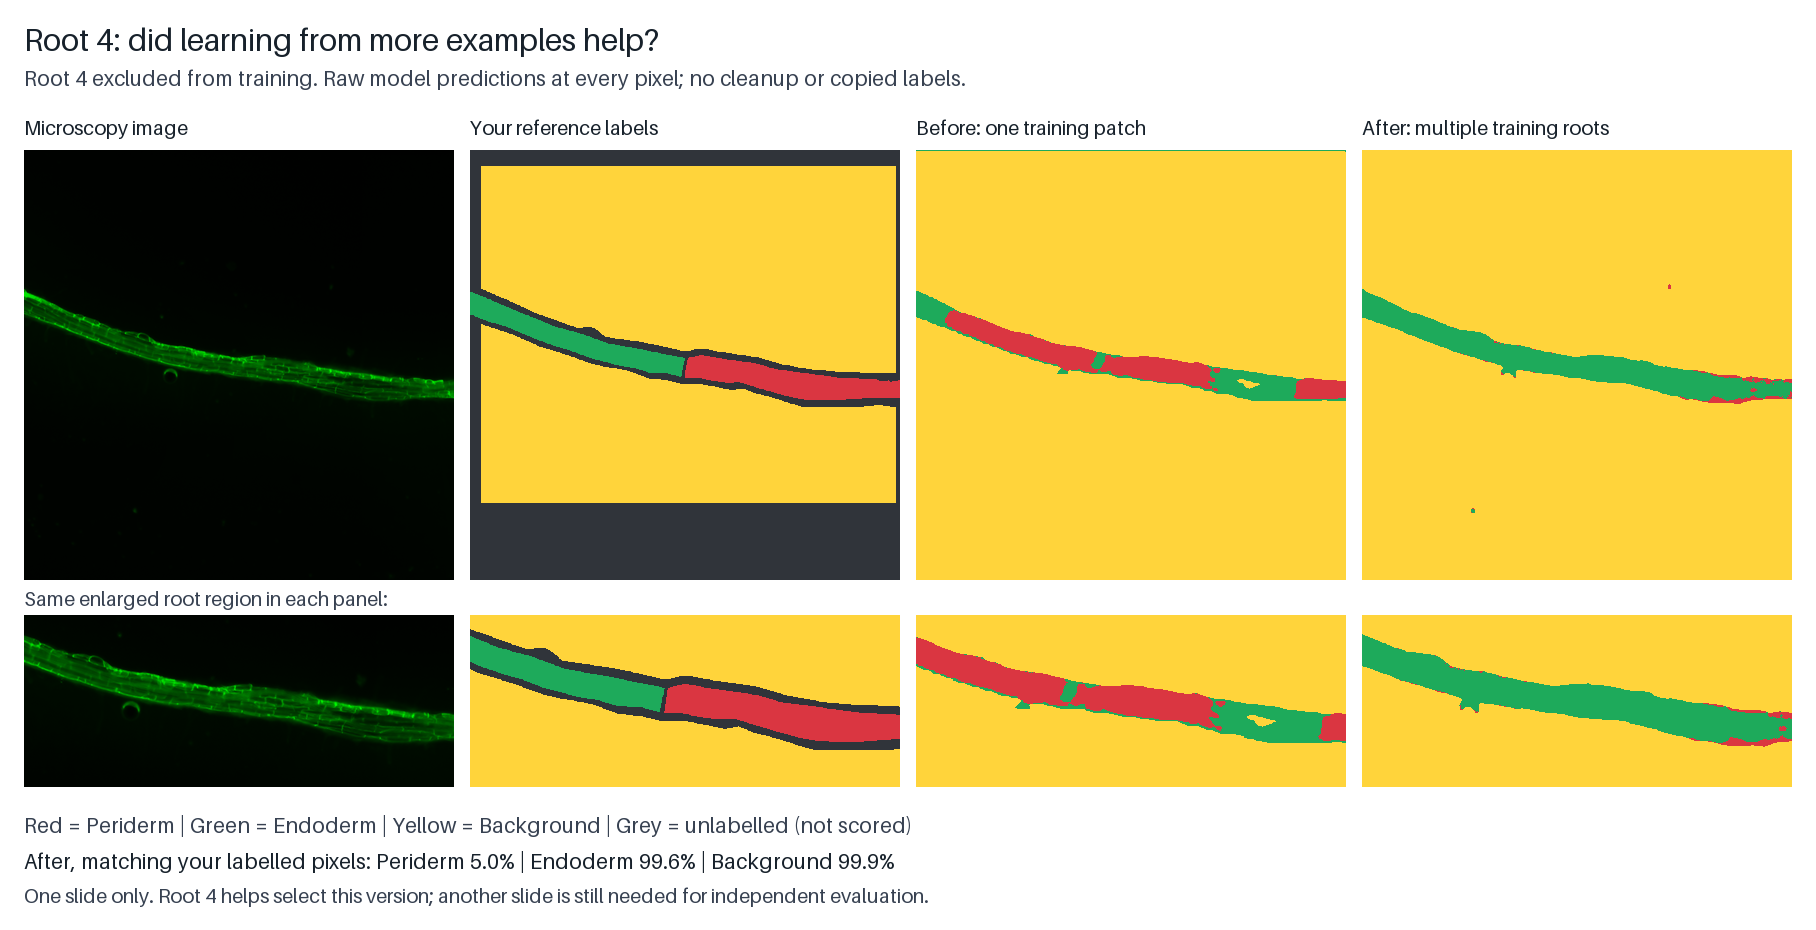 Root 4: did learning from more examples help?
Root 4 excluded from training. Raw model predictions at every pixel; no cleanup or copied labels.
Microscopy image
Your reference labels
Before: one training patch
After: multiple training roots
Same enlarged root region in each panel:
Red = Periderm | Green = Endoderm | Yellow = Background | Grey = unlabelled (not scored)
After, matching your labelled pixels: Periderm 5.0% | Endoderm 99.6% | Background 99.9%
One slide only. Root 4 helps select this version; another slide is still needed for independent evaluation.